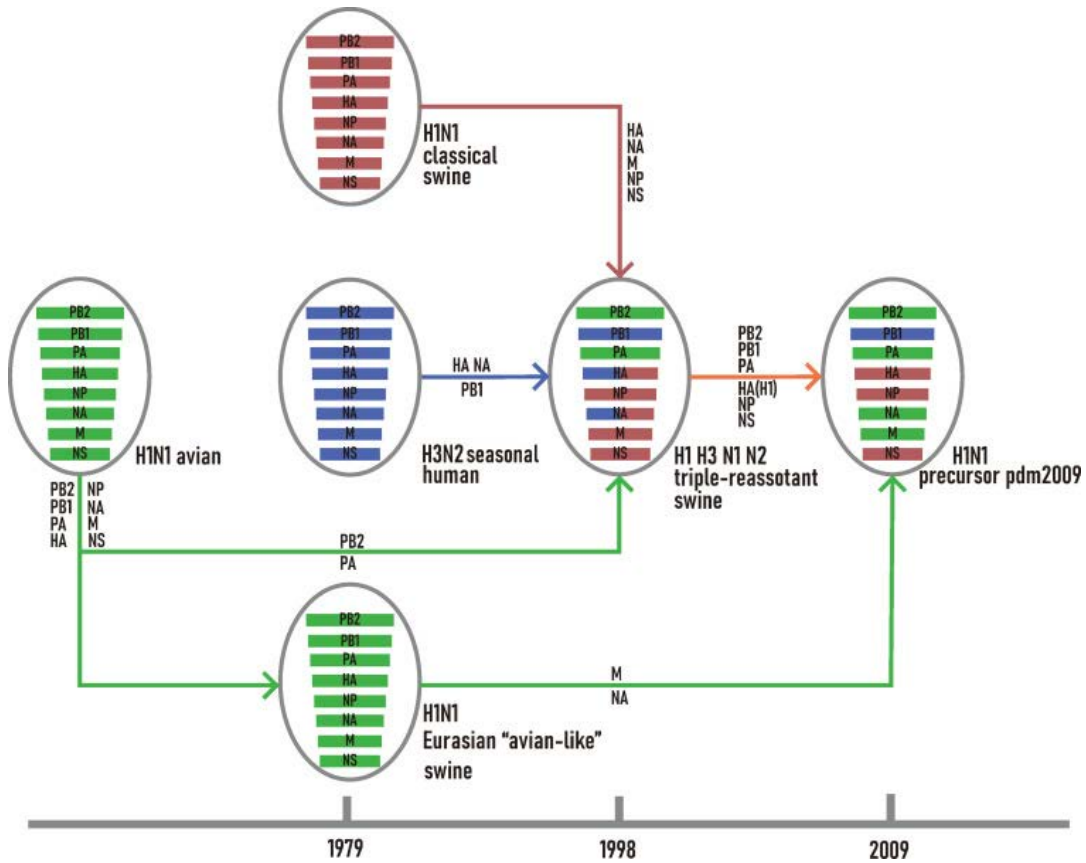 PB2
PB1
PA
HA
NP
NA
M
NS
H1N1
classical
swine
HA
NA
M
NP
NS
PB2
PB1
PA
HA
NP
NA
M
NS
H1N1 avian
PB2
PB1
PA
HA
NP
NA
M
NS
H3N2 seasonal
human
HA NA
PB1
PB2
PB1
PA
HA
NP
NA
M
NS
H1 H3 N1 N2
triple-reassotant
swine
PB2
PB1
PA
HA(H1)
NP
NS
PB2
PB1
PA
HA
NP
NA
M
NS
H1N1
precursor pdm2009
PB2 NP
PB1 NA
PA M
HA NS
PB2
PA
PB2
PB1
PA
HA
NP
NA
M
NS
H1N1
Eurasian “avian-like”
swine
M
NA
1979
1998
2009